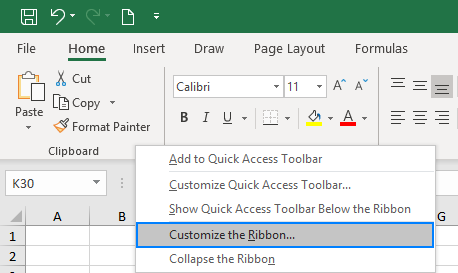 File Home Insert Draw Page Layout Formulas
Cut
Calibri 11 A A
Copy
Paste
Format Painter
B I U A
Clipboard
Add to Quick Access Toolbar
K30
Customize Quick Access Toolbar...
Show Quick Access Toolbar Below the Ribbon
A B G
1
Customize the Ribbon...
2
Collapse the Ribbon